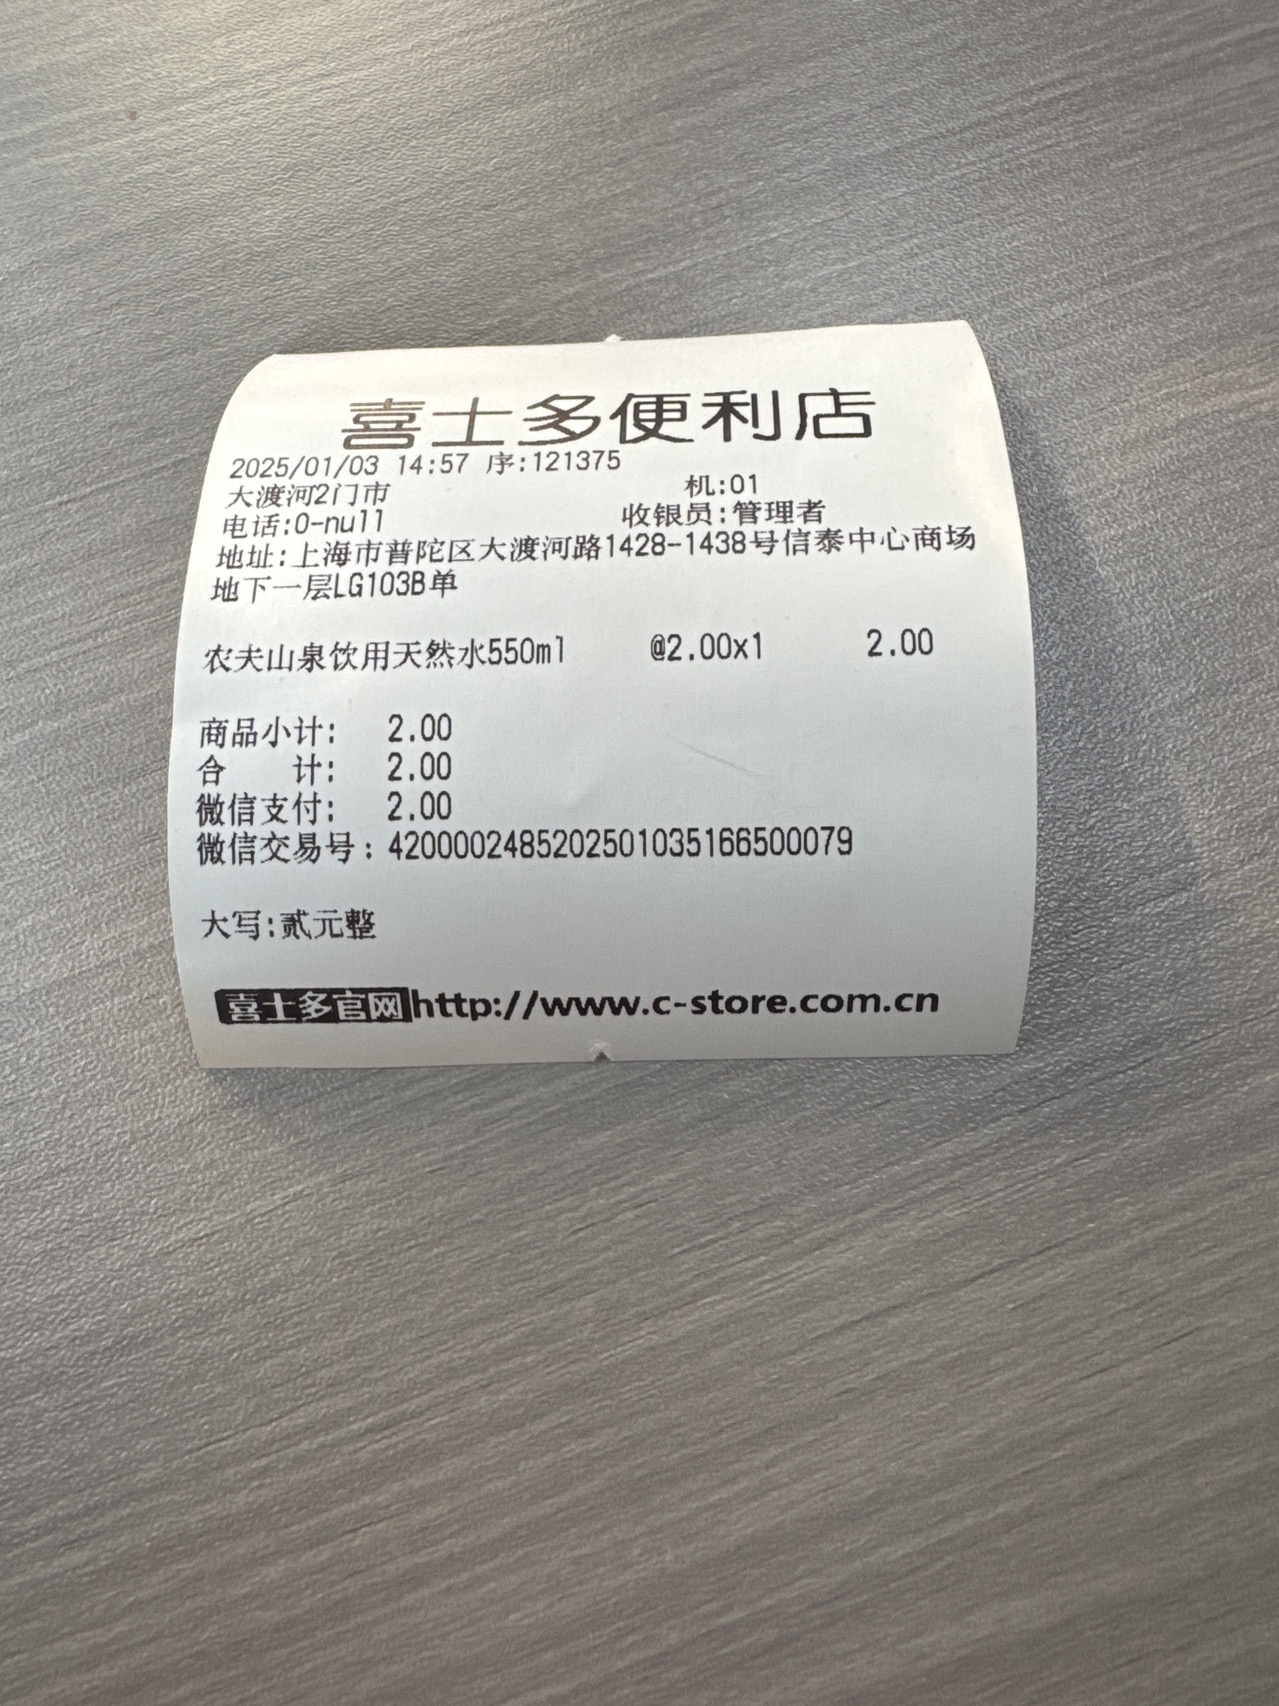 喜士多便利店
2025/01/03 14:57 序:121375
大渡河2门市 机:01
电话:0-null 收银员:管理者
地址:上海市普陀区大渡河路1428-1438号信泰中心商场
地下一层LG103B单
农夫山泉饮用天然水550ml @2.00x1 2.00
商品小计: 2.00
合 计: 2.00
微信支付: 2.00
微信交易号: 4200002485202501035166500079
大写:贰元整
喜士多官网http://www.c-store.com.cn